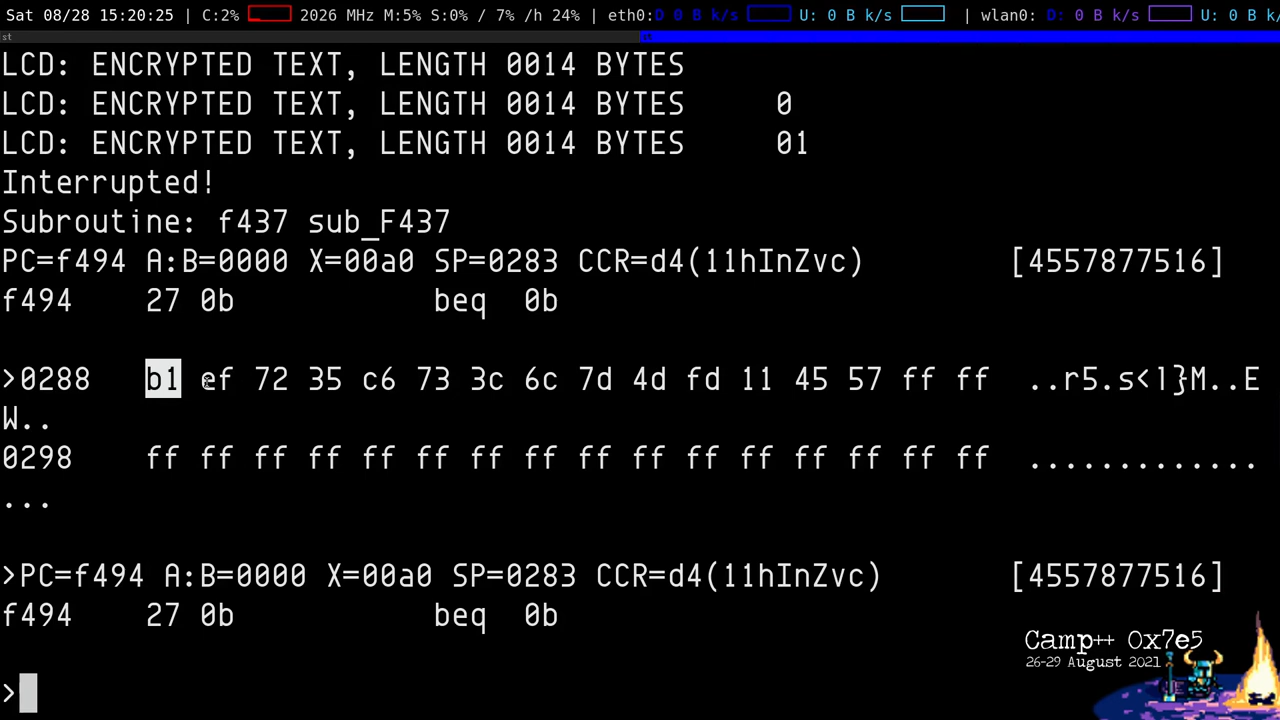 Sat 08/28 15:20:25 | C:2% 2026 MHz M:5% S:0% / 7% /h 24% | eth0:D 0 B k/s U: 0 B k/s | wlan0: D: 0 B k/s U: 0 B k/s
st st
LCD: ENCRYPTED TEXT, LENGTH 0014 BYTES
LCD: ENCRYPTED TEXT, LENGTH 0014 BYTES 0
LCD: ENCRYPTED TEXT, LENGTH 0014 BYTES 01
Interrupted!
Subroutine: f437 sub_F437
PC=f494 A:B=0000 X=00a0 SP=0283 CCR=d4(11hInZvc) [4557877516]
f494 27 0b beq 0b
>0288 b1 ef 72 35 c6 73 3c 6c 7d 4d fd 11 45 57 ff ff ..r5.s<l}M..E
W..
0298 ff ff ff ff ff ff ff ff ff ff ff ff ff ff ff ff .............
...
>PC=f494 A:B=0000 X=00a0 SP=0283 CCR=d4(11hInZvc) [4557877516]
f494 27 0b beq 0b
Camp++ 0x7e5
26-29 August 2021
>